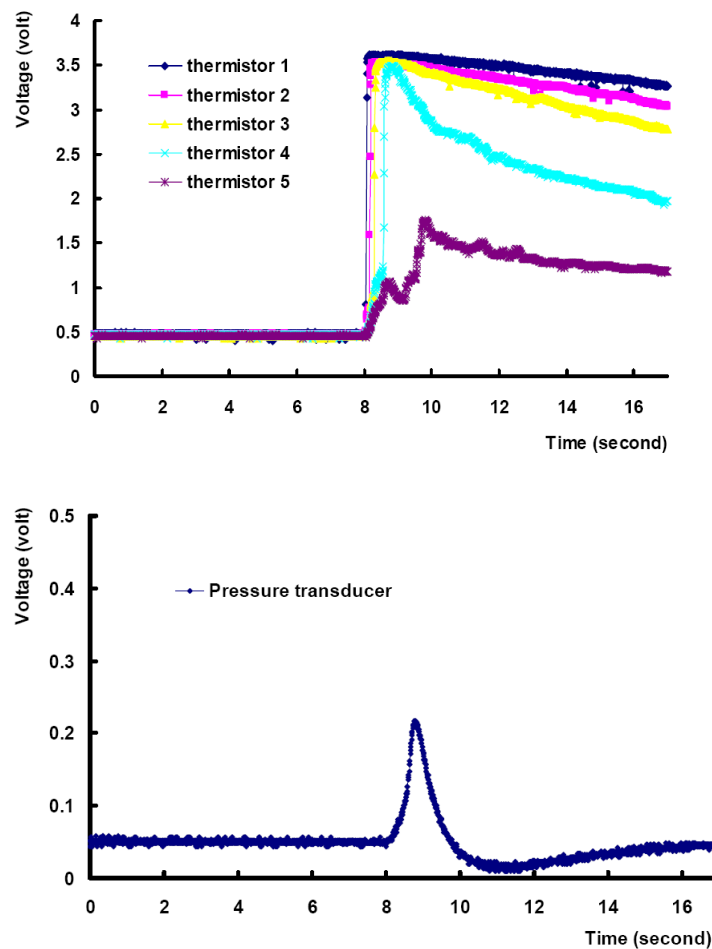 Voltage (volt)
4
3.5
3
2.5
2
1.5
1
0.5
0
thermistor 1
thermistor 2
thermistor 3
thermistor 4
thermistor 5
0 2 4 6 8 10 12 14 16
Time (second)
Voltage (volt)
0.5
0.4
0.3
0.2
0.1
0
Pressure transducer
0 2 4 6 8 10 12 14 16
Time (second)